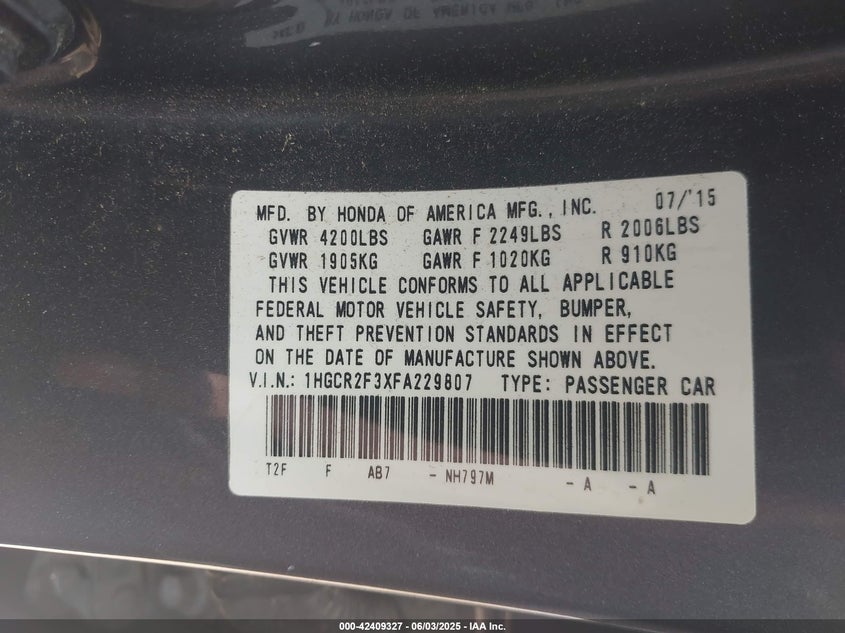 MFD. BY HONDA OF AMERICA MFG., INC. 07/'15
GVWR 4200LBS GAWR F 2249LBS R 2006LBS
GVWR 1905KG GAWR F 1020KG R 910KG
THIS VEHICLE CONFORMS TO ALL APPLICABLE
FEDERAL MOTOR VEHICLE SAFETY, BUMPER,
AND THEFT PREVENTION STANDARDS IN EFFECT
ON THE DATE OF MANUFACTURE SHOWN ABOVE.
V.I.N.: 1HGCR2F3XFA229807 TYPE: PASSENGER CAR
T2F F AB7 - NH797M - A - A
000-42409327 - 06/03/2025 - IAA Inc.